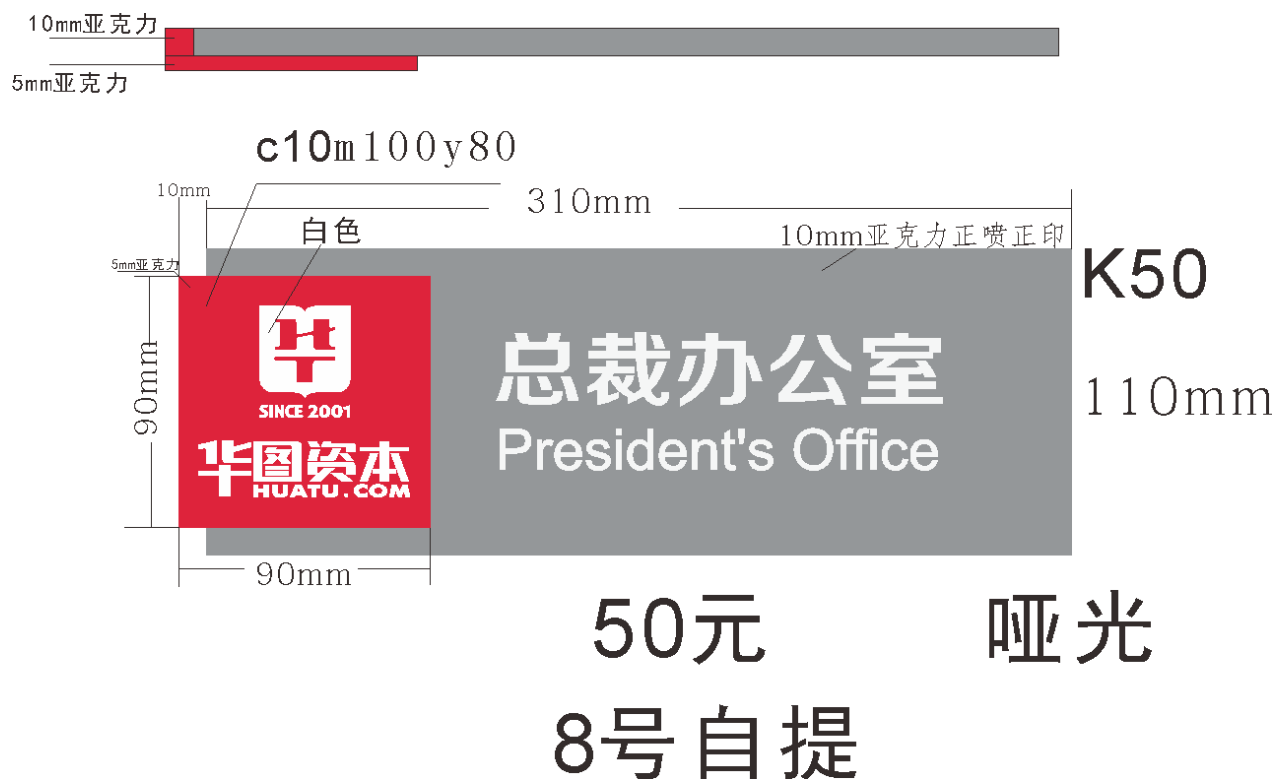 10mm亚克力
5mm亚克力
c10m100y80
10mm
310mm
白色
10mm亚克力正喷正印
5mm亚克力
K50
90mm
华
SINCE 2001
华图资本
HUATU.COM
总裁办公室
President's Office
110mm
90mm
50元
哑光
8号自提